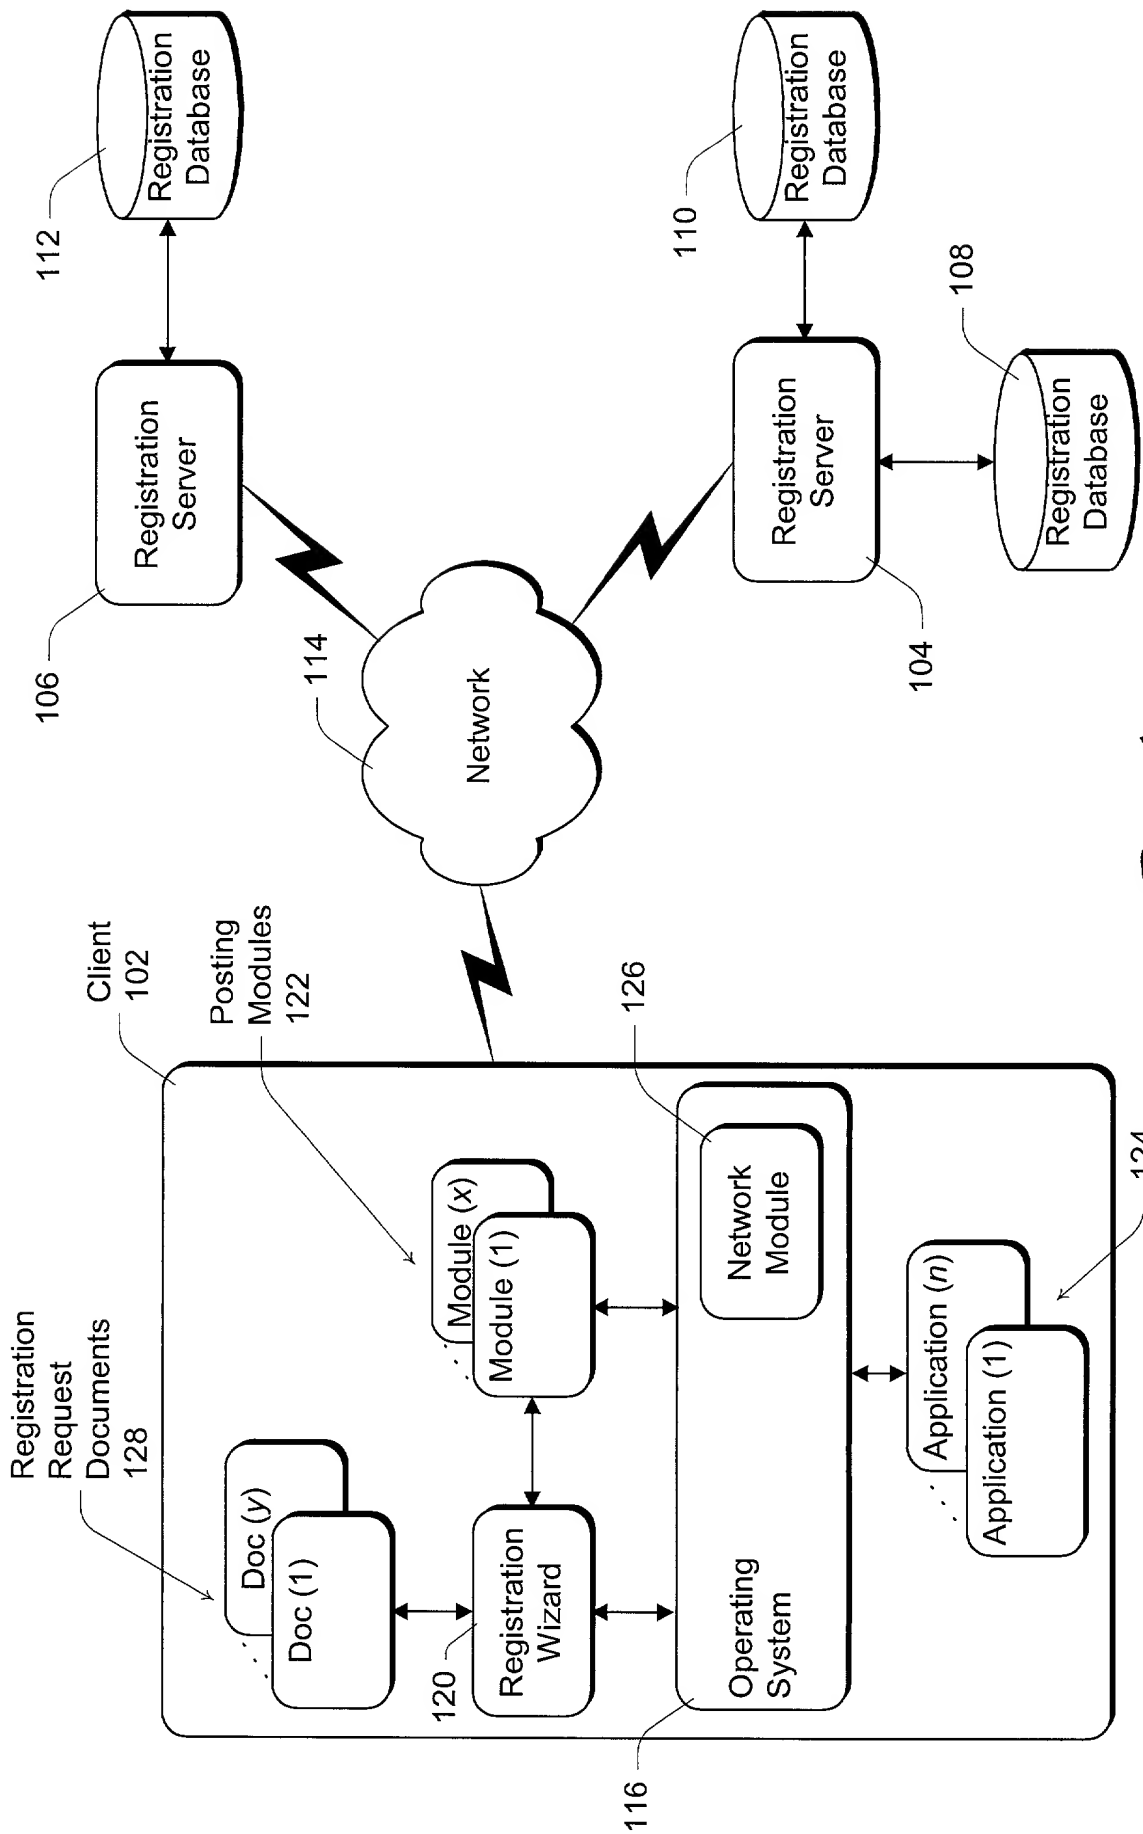 Registration
Request
Documents
128
Client
102
Posting
Modules
122
Doc (y)
Doc (1)
120
Registration
Wizard
Module (x)
Module (1)
126
Network
Module
Operating
System
116
Application (n)
Application (1)
124
114
Network
106
Registration
Server
112
Registration
Database
104
Registration
Server
110
Registration
Database
108
Registration
Database